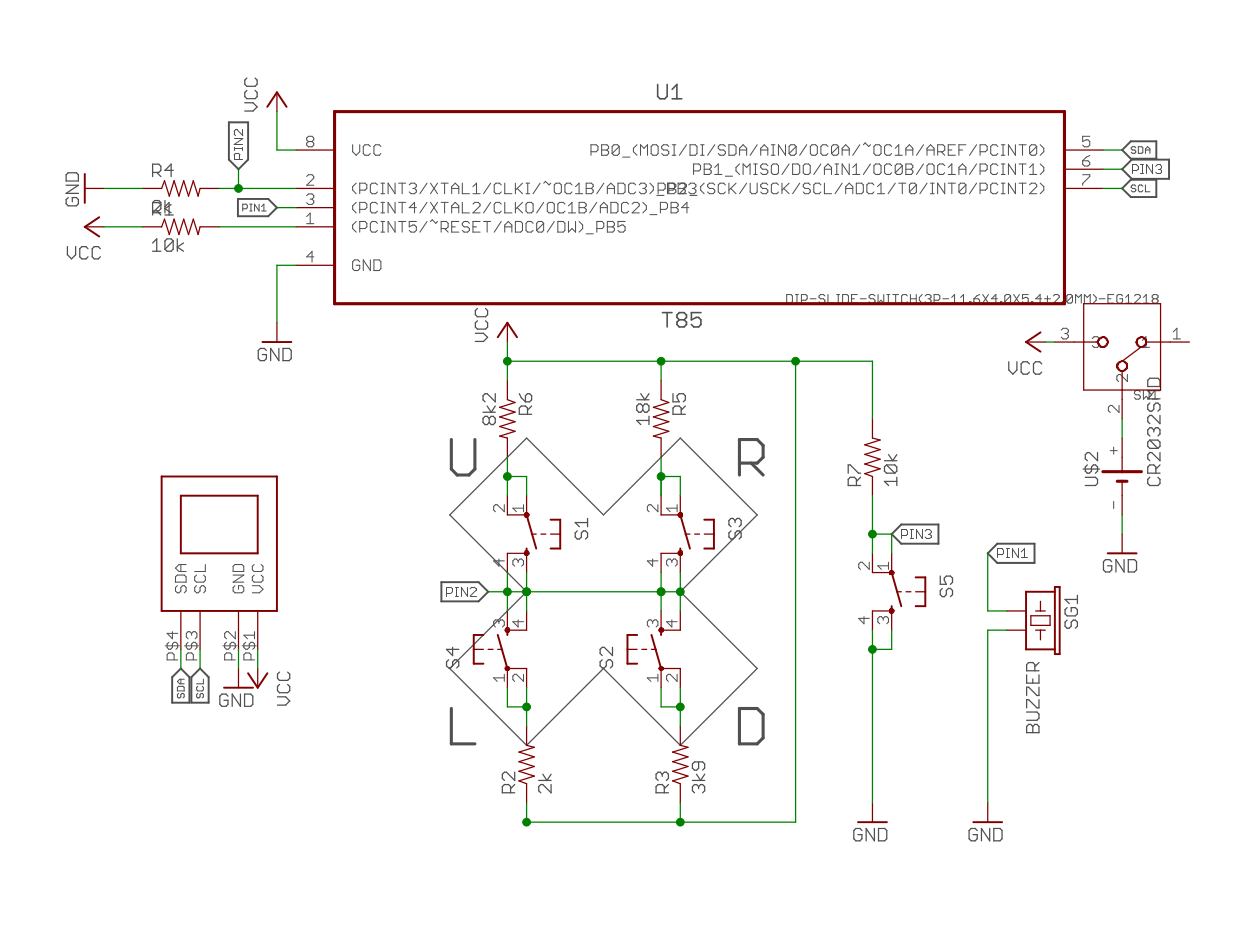 U1
VCC
8
VCC
PB0_(MOSI/DI/SDA/AIN0/OC0A/~OC1A/AREF/PCINT0)
5
SDA
PIN2
PB1_(MISO/DO/AIN1/OC0B/OC1A/PCINT1)
6
PIN3
R4
GND
2
(PCINT3/XTAL1/CLKI/~OC1B/ADC3)_PB3
PB2_(SCK/USCK/SCL/ADC1/T0/INT0/PCINT2)
7
SCL
2k
R1
PIN1
3
(PCINT4/XTAL2/CLKO/OC1B/ADC2)_PB4
1
(PCINT5/~RESET/ADC0/DW)_PB5
10k
VCC
4
GND
DIP-SLIDE-SWITCH(3P-11.6X4.0X5.4+2.0MM)-EG1218
T85
GND
VCC
VCC
3
3
1
1
2
SW1
2
8k2
R6
18k
R5
R7
10k
U$2
+
-
CR2032SMD
GND
U
R
2
1
S1
4
3
2
1
S3
4
3
PIN3
2
1
S5
4
3
PIN1
SG1
BUZZER
PIN2
SDA
SCL
GND
VCC
P$4
P$3
P$2
P$1
SDA
SCL
GND
VCC
3
4
S4
1
2
3
4
S2
1
2
L
D
R2
2k
R3
3k9
GND
GND